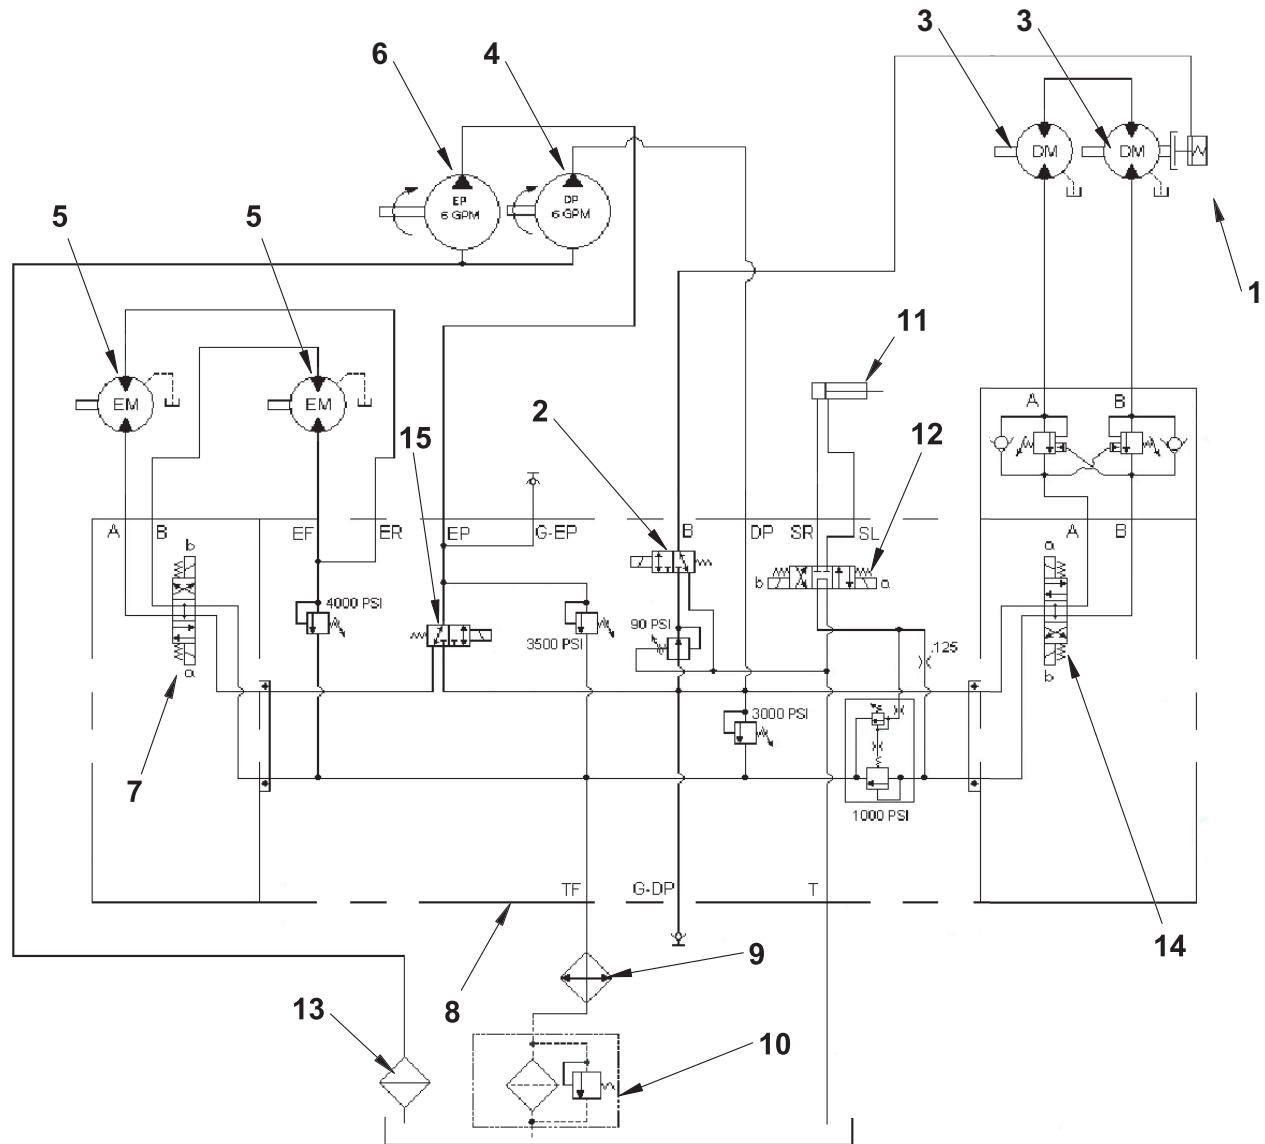 3
3
6
4
EP
6 GPM
DP
6 GPM
DM
DM
5
5
1
11
EM
EM
A
B
2
15
12
A
B
EF
ER
EP
G-EP
B
DP
SR
SL
A
B
b
a
b
a
4000 PSI
3500 PSI
90 PSI
.125
a
b
3000 PSI
7
1000 PSI
TF
G-DP
T
14
9
8
13
10